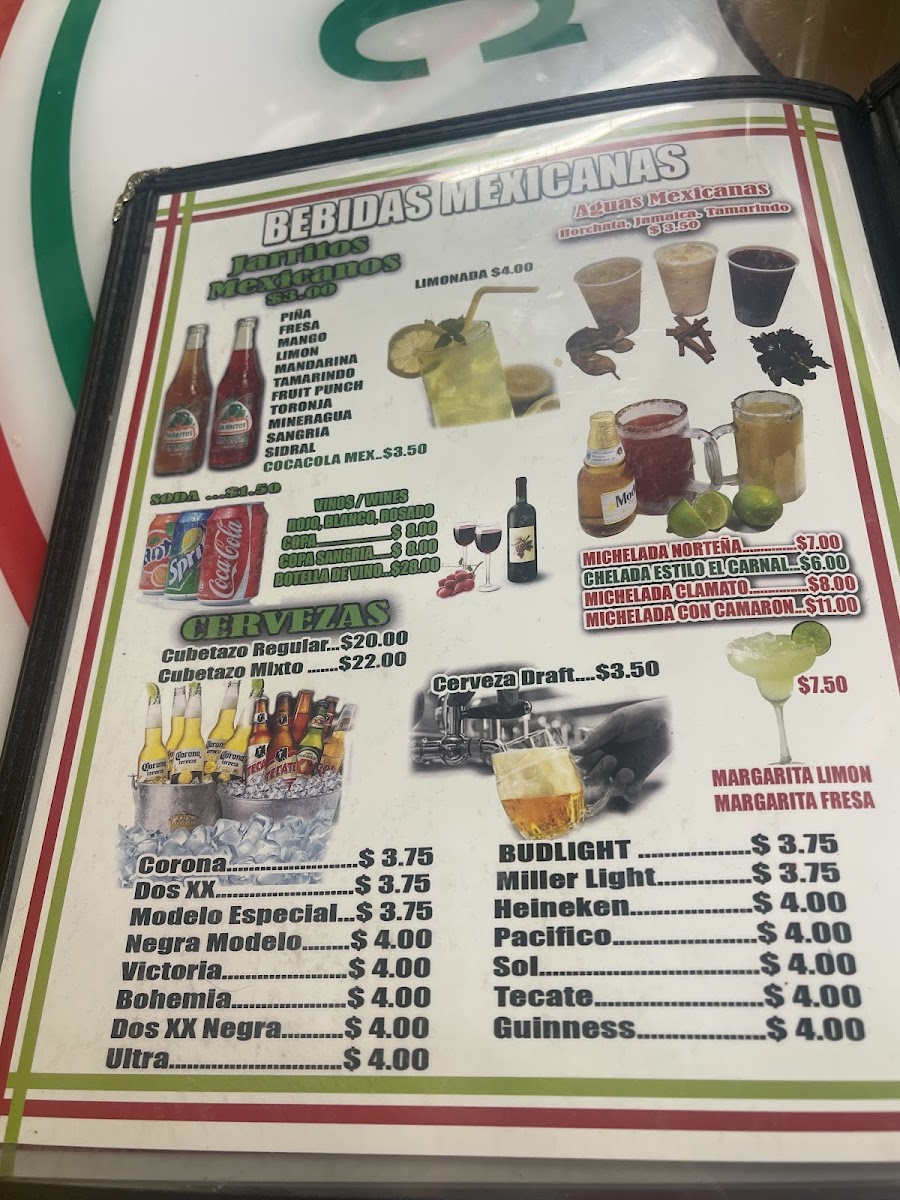 BEBIDAS MEXICANAS
Jarritos
Mexicanos
$3.00
PIÑA
FRESA
MANGO
LIMON
MANDARINA
TAMARINDO
FRUIT PUNCH
TORONJA
MINERAGUA
SANGRIA
SIDRAL
COCACOLA MEX..$3.50
LIMONADA $4.00
Aguas Mexicanas
Horchata, Jamaica, Tamarindo
$ 3.50
SODA ...$1.50
Sprite
Coca-Cola
VINOS / WINES
ROJO, BLANCO, ROSADO
COPA....................$ 8.00
COPA SANGRIA.....$ 8.00
BOTELLA DE VINO...$28.00
MICHELADA NORTEÑA..............$7.00
CHELADA ESTILO EL CARNAL...$6.00
MICHELADA CLAMATO...........$8.00
MICHELADA CON CAMARON...$11.00
CERVEZAS
Cubetazo Regular...$20.00
Cubetazo Mixto .......$22.00
Cerveza Draft....$3.50
$7.50
MARGARITA LIMON
MARGARITA FRESA
Corona
Corona
Corona
TECATE
Corona.......................$ 3.75
Dos XX.........................$ 3.75
Modelo Especial...$ 3.75
Negra Modelo........$ 4.00
Victoria......................$ 4.00
Bohemia....................$ 4.00
Dos XX Negra...........$ 4.00
Ultra..............................$ 4.00
BUDLIGHT ....................$ 3.75
Miller Light.................$ 3.75
Heineken......................$ 4.00
Pacifico.........................$ 4.00
Sol.......................................$ 4.00
Tecate..............................$ 4.00
Guinness.......................$ 4.00